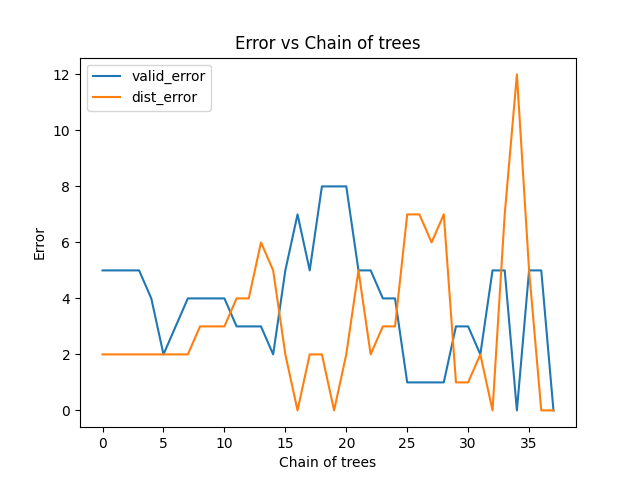 Error vs Chain of trees
valid_error
dist_error
Error
12
10
8
6
4
2
0
0 5 10 15 20 25 30 35
Chain of trees